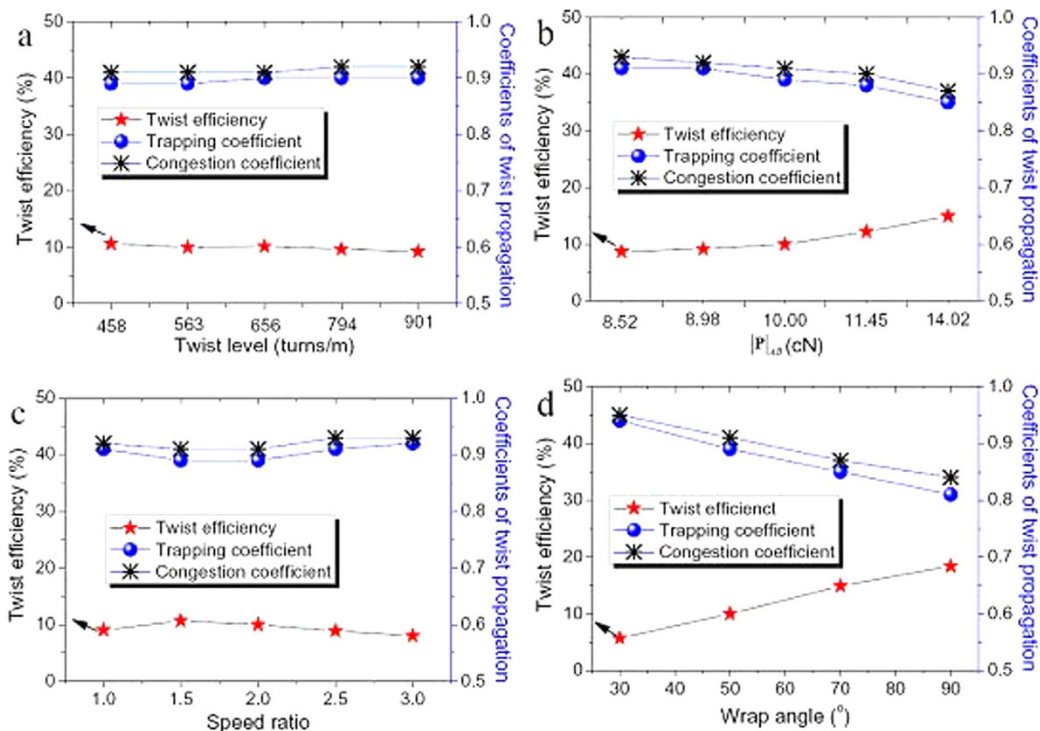 a
50
40
30
20
10
0
Twist efficiency (%)
1.0
0.9
0.8
0.7
0.6
0.5
Coefficients of twist propagation
Twist efficiency
Trapping coefficient
Congestion coefficient
458 563 656 794 901
Twist level (turns/m)
b
50
40
30
20
10
0
Twist efficiency (%)
1.0
0.9
0.8
0.7
0.6
0.5
Coefficients of twist propagation
Twist efficiency
Trapping coefficient
Congestion coefficient
8.52 8.98 10.00 11.45 14.02
|P| (cN)
c
50
40
30
20
10
0
Twist efficiency (%)
1.0
0.9
0.8
0.7
0.6
0.5
Coefficients of twist propagation
Twist efficiency
Trapping coefficient
Congestion coefficient
1.0 1.5 2.0 2.5 3.0
Speed ratio
d
50
40
30
20
10
0
Twist efficiency (%)
1.0
0.9
0.8
0.7
0.6
0.5
Coefficients of twist propagation
Twist efficienct
Trapping coefficient
Congestion coefficient
30 40 50 60 70 80 90
Wrap angle (°)